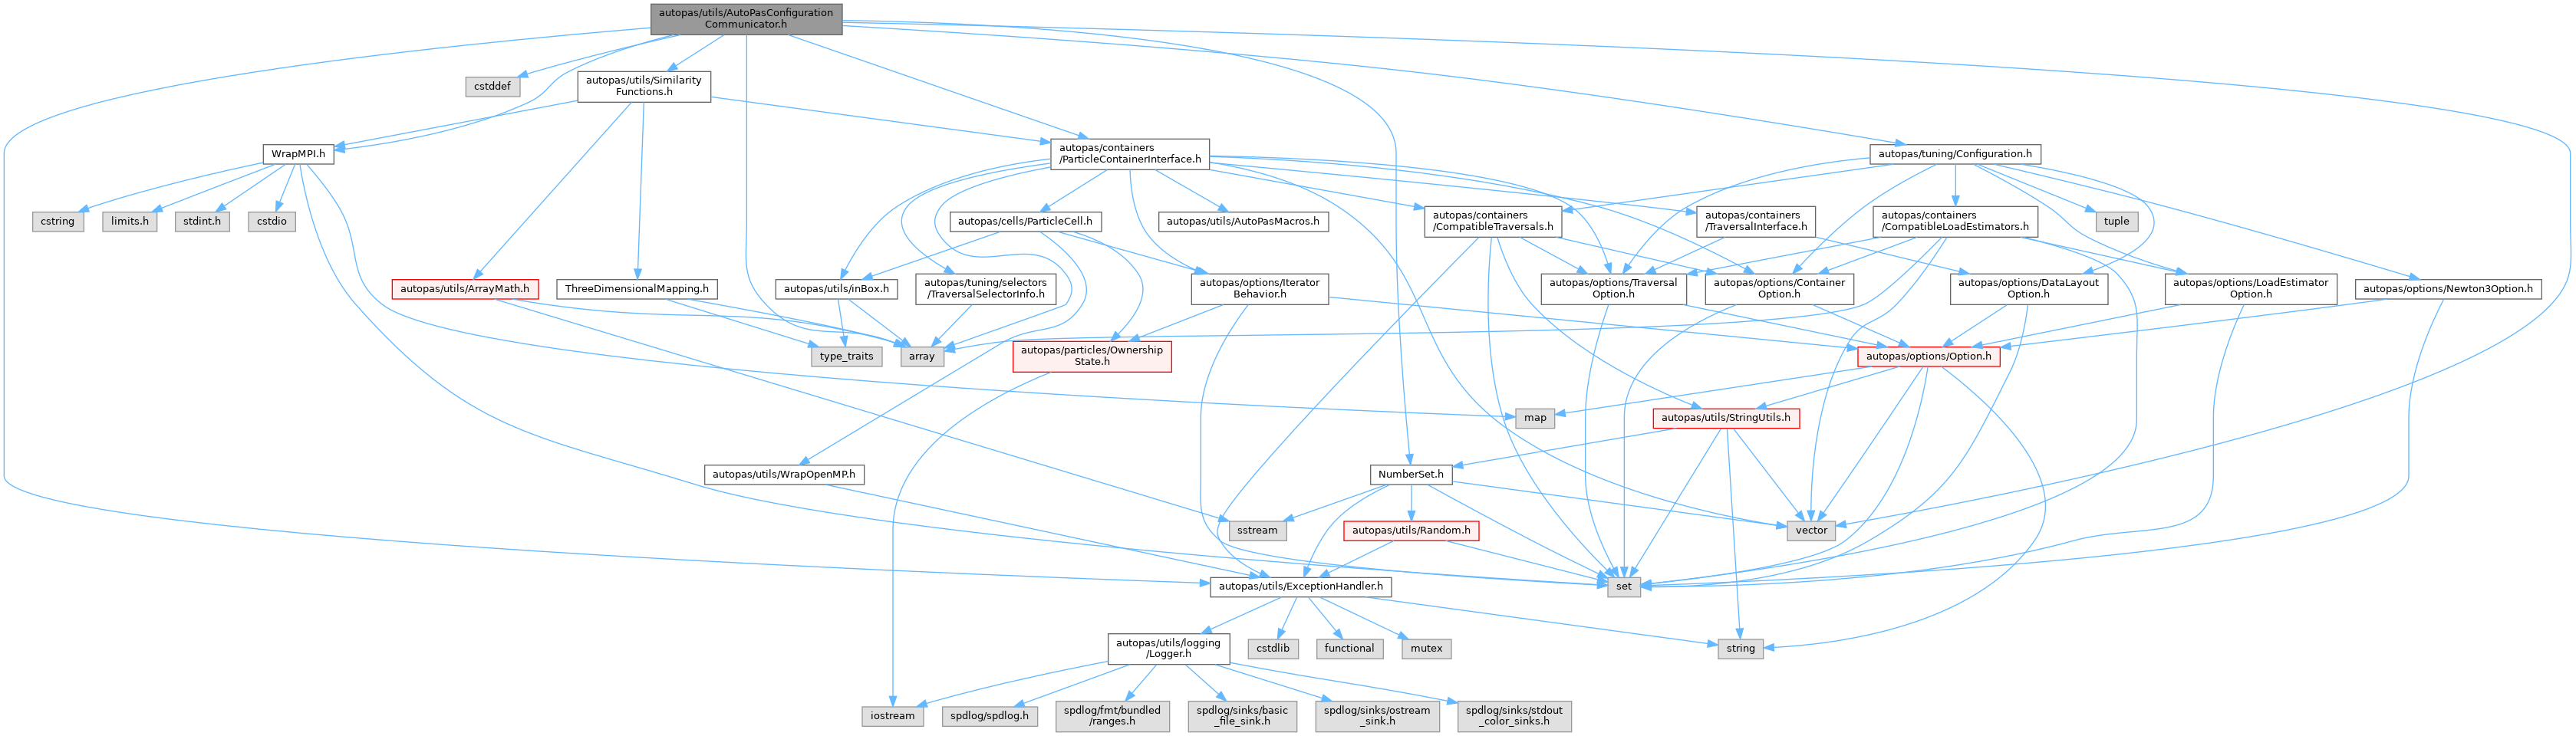 autopas/utils/AutoPasConfiguration
Communicator.h
cstddef
autopas/utils/Similarity
Functions.h
WrapMPI.h
autopas/containers
/ParticleContainerInterface.h
autopas/tuning/Configuration.h
cstring
limits.h
stdint.h
cstdio
autopas/cells/ParticleCell.h
autopas/utils/AutoPasMacros.h
autopas/containers
/CompatibleTraversals.h
autopas/containers
/TraversalInterface.h
autopas/containers
/CompatibleLoadEstimators.h
tuple
autopas/utils/ArrayMath.h
ThreeDimensionalMapping.h
autopas/utils/inBox.h
autopas/tuning/selectors
/TraversalSelectorInfo.h
autopas/options/Iterator
Behavior.h
autopas/options/Traversal
Option.h
autopas/options/Container
Option.h
autopas/options/DataLayout
Option.h
autopas/options/LoadEstimator
Option.h
autopas/options/Newton3Option.h
type_traits
array
autopas/particles/Ownership
State.h
autopas/options/Option.h
map
autopas/utils/StringUtils.h
autopas/utils/WrapOpenMP.h
NumberSet.h
sstream
autopas/utils/Random.h
vector
autopas/utils/ExceptionHandler.h
set
autopas/utils/logging
/Logger.h
cstdlib
functional
mutex
string
iostream
spdlog/spdlog.h
spdlog/fmt/bundled
/ranges.h
spdlog/sinks/basic
_file_sink.h
spdlog/sinks/ostream
_sink.h
spdlog/sinks/stdout
_color_sinks.h